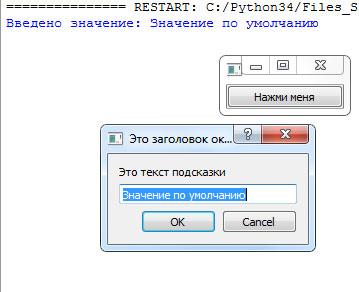 =============== RESTART: C:/Python34/Files_S
Введено значение: Значение по умолчанию
Нажми меня
Это заголовок ок...
Это текст подсказки
Значение по умолчанию
OK
Cancel